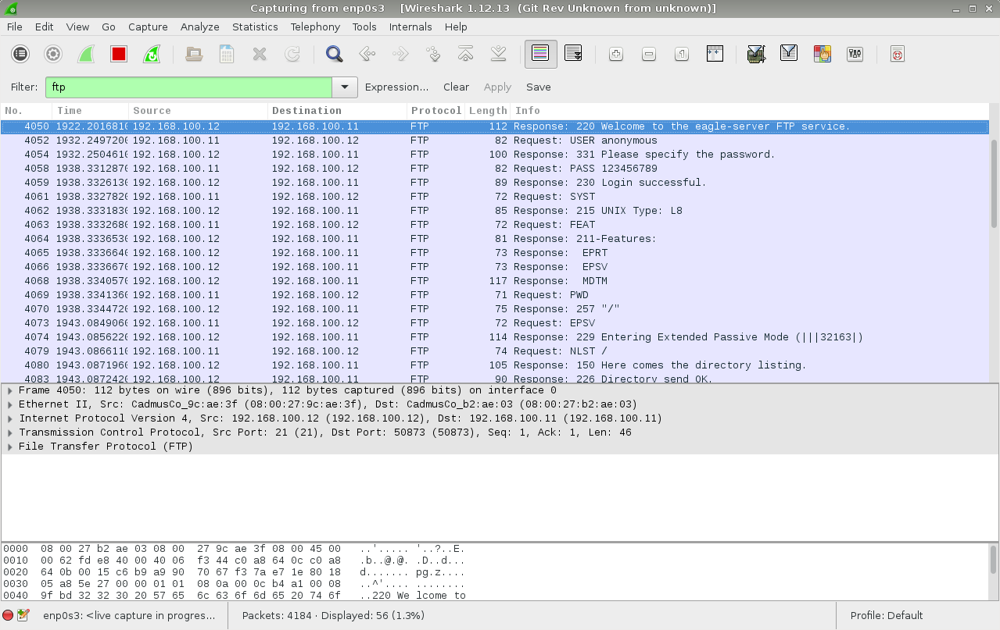 Capturing from enp0s3 [Wireshark 1.12.13 (Git Rev Unknown from unknown)]
File Edit View Go Capture Analyze Statistics Telephony Tools Internals Help
Filter: ftp Expression... Clear Apply Save
No. Time Source Destination Protocol Length Info
4050 1922.2016810 192.168.100.12 192.168.100.11 FTP 112 Response: 220 Welcome to the eagle-server FTP service.
4052 1932.2497200 192.168.100.11 192.168.100.12 FTP 82 Request: USER anonymous
4054 1932.2504610 192.168.100.12 192.168.100.11 FTP 100 Response: 331 Please specify the password.
4058 1938.3312870 192.168.100.11 192.168.100.12 FTP 82 Request: PASS 123456789
4059 1938.3326130 192.168.100.12 192.168.100.11 FTP 89 Response: 230 Login successful.
4061 1938.3327820 192.168.100.11 192.168.100.12 FTP 72 Request: SYST
4062 1938.3331830 192.168.100.12 192.168.100.11 FTP 85 Response: 215 UNIX Type: L8
4063 1938.3332680 192.168.100.11 192.168.100.12 FTP 72 Request: FEAT
4064 1938.3336530 192.168.100.12 192.168.100.11 FTP 81 Response: 211-Features:
4065 1938.3336640 192.168.100.12 192.168.100.11 FTP 73 Response: EPRT
4066 1938.3336670 192.168.100.12 192.168.100.11 FTP 73 Response: EPSV
4068 1938.3340570 192.168.100.12 192.168.100.11 FTP 117 Response: MDTM
4069 1938.3341360 192.168.100.11 192.168.100.12 FTP 71 Request: PWD
4070 1938.3344720 192.168.100.12 192.168.100.11 FTP 75 Response: 257 "/"
4073 1943.0849060 192.168.100.11 192.168.100.12 FTP 72 Request: EPSV
4074 1943.0856220 192.168.100.12 192.168.100.11 FTP 114 Response: 229 Entering Extended Passive Mode (|||32163|)
4079 1943.0866110 192.168.100.11 192.168.100.12 FTP 74 Request: NLST /
4080 1943.0871960 192.168.100.12 192.168.100.11 FTP 105 Response: 150 Here comes the directory listing.
4083 1943.0872420 192.168.100.12 192.168.100.11 FTP 90 Response: 226 Directory send OK.
Frame 4050: 112 bytes on wire (896 bits), 112 bytes captured (896 bits) on interface 0
Ethernet II, Src: CadmusCo_9c:ae:3f (08:00:27:9c:ae:3f), Dst: CadmusCo_b2:ae:03 (08:00:27:b2:ae:03)
Internet Protocol Version 4, Src: 192.168.100.12 (192.168.100.12), Dst: 192.168.100.11 (192.168.100.11)
Transmission Control Protocol, Src Port: 21 (21), Dst Port: 50873 (50873), Seq: 1, Ack: 1, Len: 46
File Transfer Protocol (FTP)
0000 08 00 27 b2 ae 03 08 00 27 9c ae 3f 08 00 45 00 ..'..... '..?..E.
0010 00 62 fd e8 40 00 40 06 f3 44 c0 a8 64 0c c0 a8 .b..@.@. .D..d...
0020 64 0b 00 15 c6 b9 a9 90 70 67 f3 7a e7 1e 80 18 d....... pg.z....
0030 05 a8 5e 27 00 00 01 01 08 0a 00 0c b4 a1 00 08 ..^'.... ........
0040 9f bd 32 32 30 20 57 65 6c 63 6f 6d 65 20 74 6f ..220 We lcome to
enp0s3: <live capture in progres... Packets: 4184 · Displayed: 56 (1.3%) Profile: Default